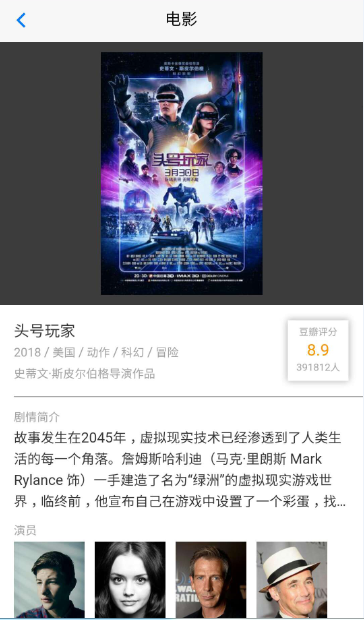 电影
史蒂文·斯皮尔伯格
头号玩家
3月30日
头号玩家
2018 / 美国 / 动作 / 科幻 / 冒险
史蒂文·斯皮尔伯格导演作品
豆瓣评分
8.9
391812人
剧情简介
故事发生在2045年，虚拟现实技术已经渗透到了人类生
活的每一个角落。詹姆斯哈利迪（马克·里朗斯 Mark
Rylance 饰）一手建造了名为“绿洲”的虚拟现实游戏世
界，临终前，他宣布自己在游戏中设置了一个彩蛋，找...
演员